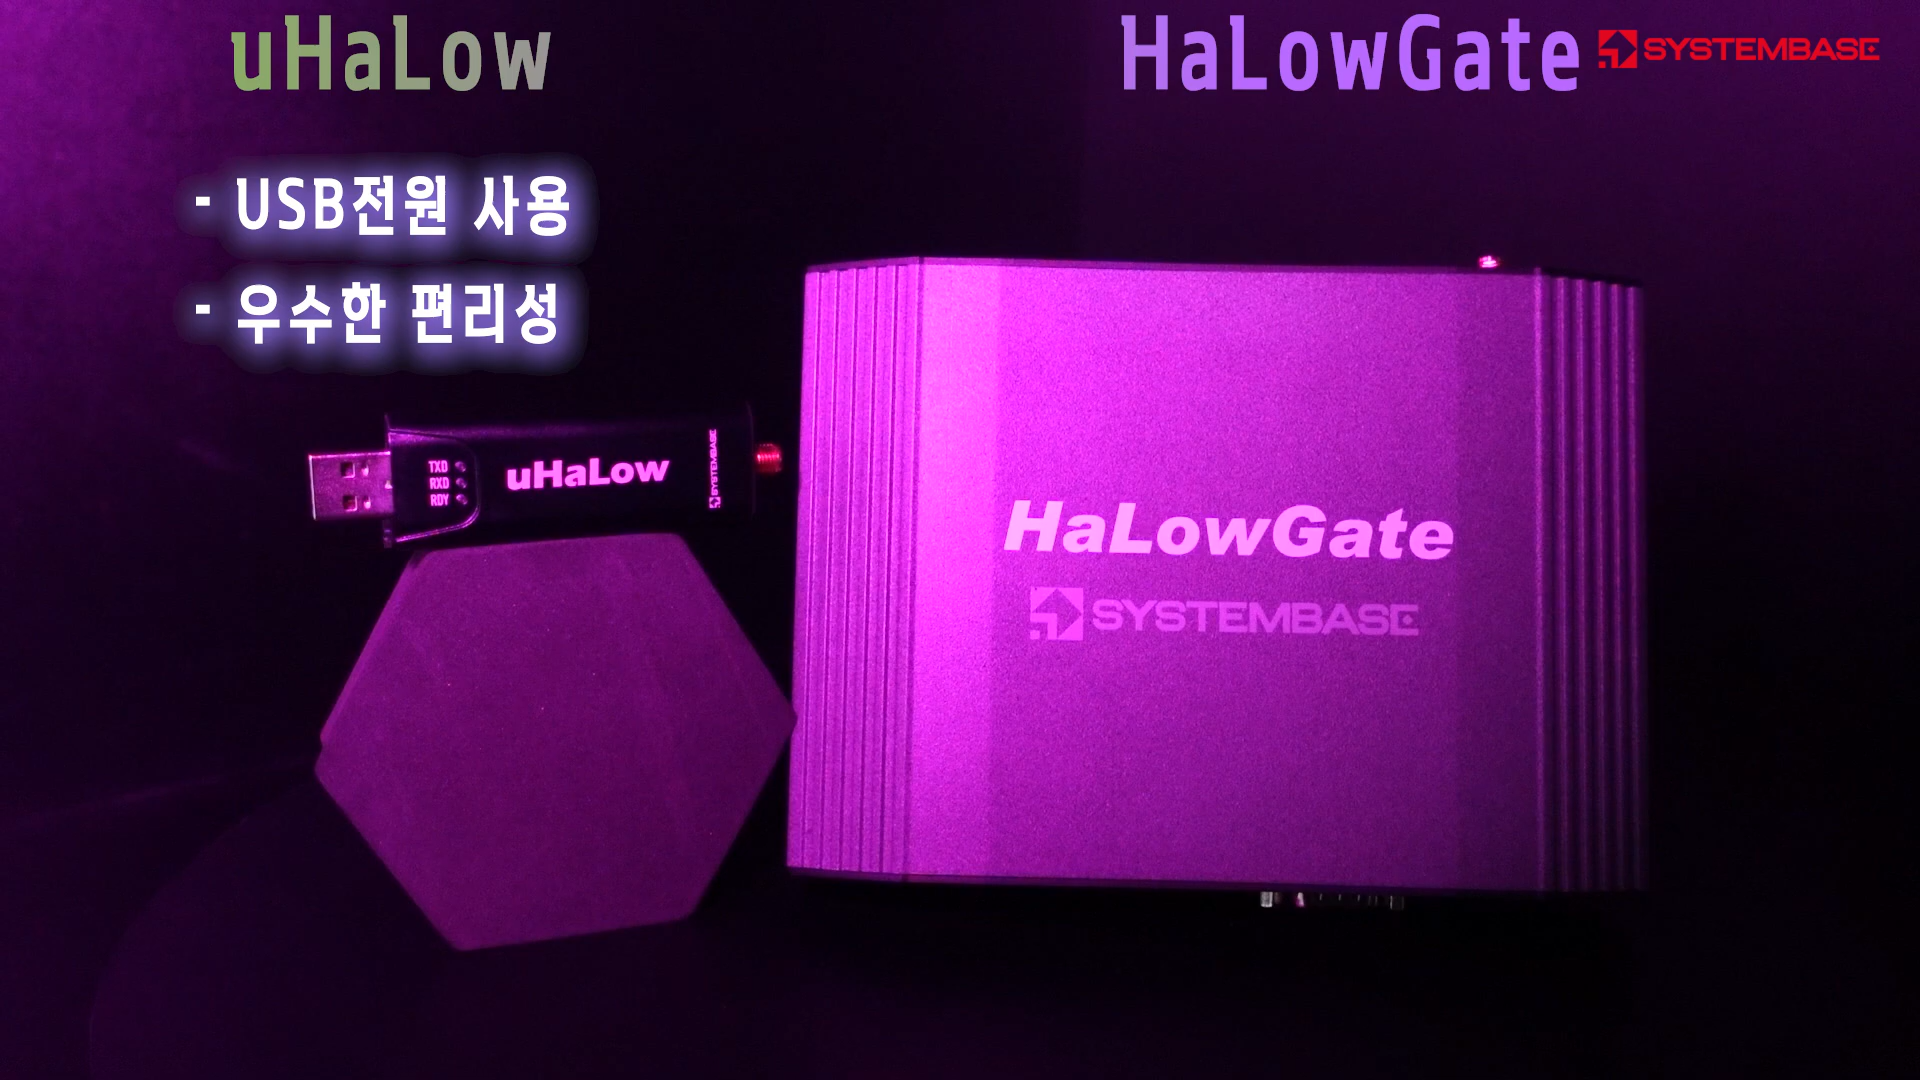 uHaLow
HaLowGate
SYSTEMBASE
- USB전원 사용
- 우수한 편리성
TXD
RXD
RDY
uHaLow
SYSTEMBASE
HaLowGate
SYSTEMBASE